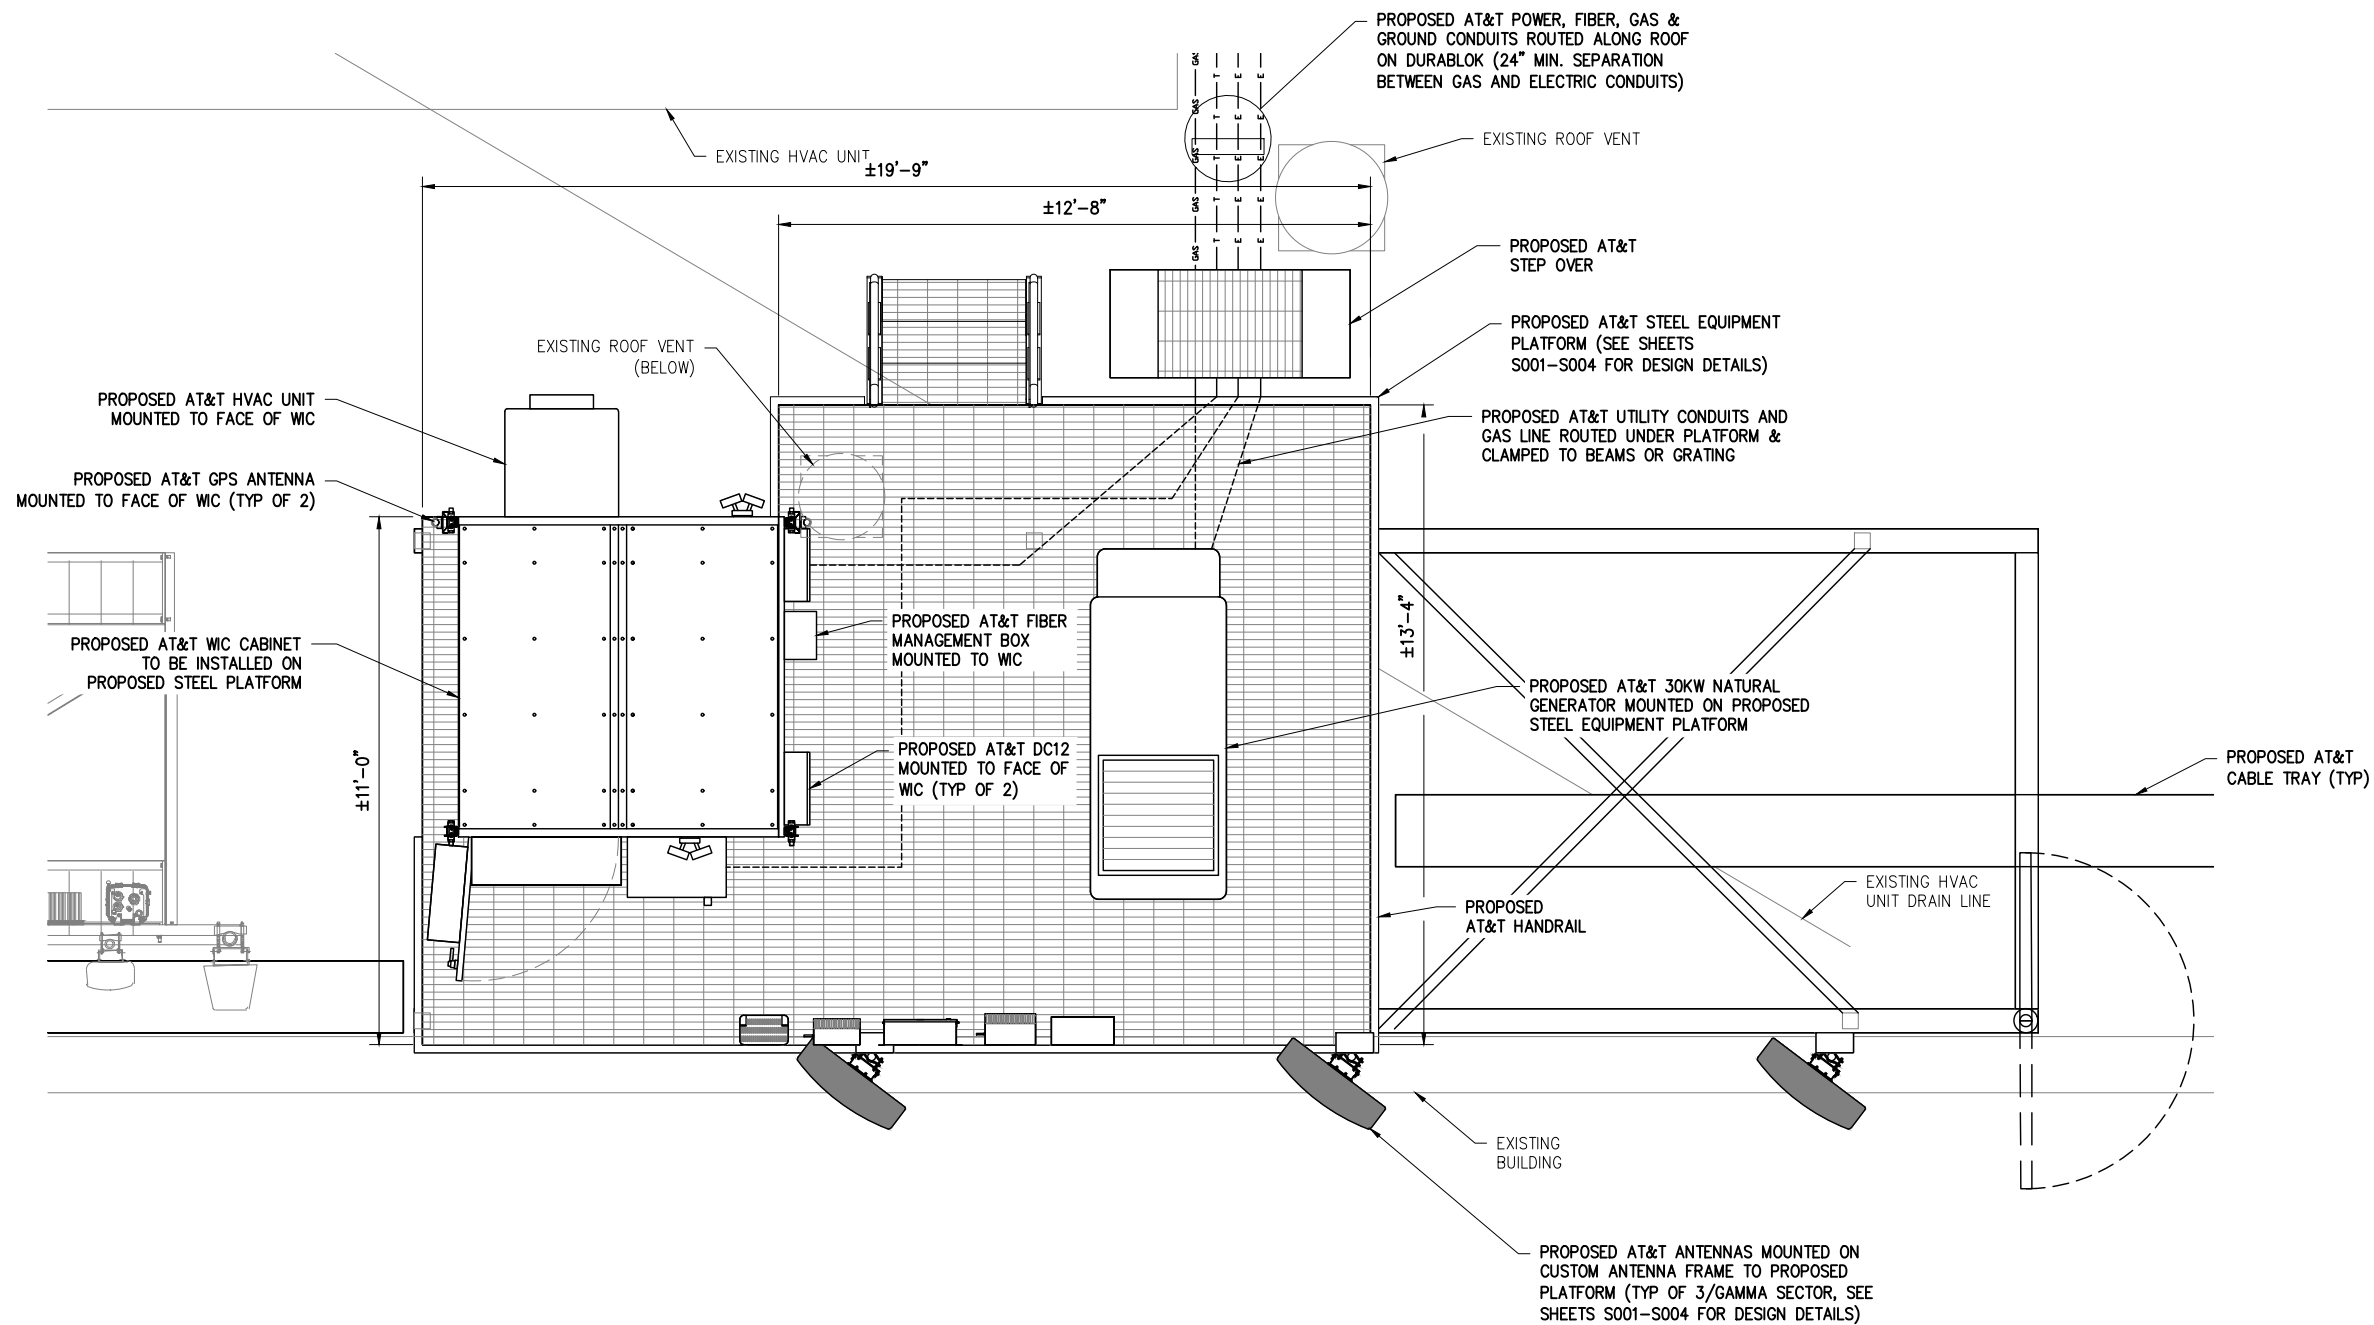 PROPOSED AT&T POWER, FIBER, GAS &
GROUND CONDUITS ROUTED ALONG ROOF
ON DURABLOK (24" MIN. SEPARATION
BETWEEN GAS AND ELECTRIC CONDUITS)
GAS T E E
GAS T E E
GAS T E E
GAS T E E
GAS T E E
EXISTING HVAC UNIT
EXISTING ROOF VENT
±19'-9"
±12'-8"
PROPOSED AT&T
STEP OVER
PROPOSED AT&T STEEL EQUIPMENT
PLATFORM (SEE SHEETS
S001-S004 FOR DESIGN DETAILS)
EXISTING ROOF VENT
(BELOW)
PROPOSED AT&T HVAC UNIT
MOUNTED TO FACE OF WIC
PROPOSED AT&T UTILITY CONDUITS AND
GAS LINE ROUTED UNDER PLATFORM &
CLAMPED TO BEAMS OR GRATING
PROPOSED AT&T GPS ANTENNA
MOUNTED TO FACE OF WIC (TYP OF 2)
±13'-4"
PROPOSED AT&T FIBER
MANAGEMENT BOX
MOUNTED TO WIC
PROPOSED AT&T WIC CABINET
TO BE INSTALLED ON
PROPOSED STEEL PLATFORM
PROPOSED AT&T 30KW NATURAL
GENERATOR MOUNTED ON PROPOSED
STEEL EQUIPMENT PLATFORM
±11'-0"
PROPOSED AT&T DC12
MOUNTED TO FACE OF
WIC (TYP OF 2)
PROPOSED AT&T
CABLE TRAY (TYP)
EXISTING HVAC
UNIT DRAIN LINE
PROPOSED
AT&T HANDRAIL
EXISTING
BUILDING
PROPOSED AT&T ANTENNAS MOUNTED ON
CUSTOM ANTENNA FRAME TO PROPOSED
PLATFORM (TYP OF 3/GAMMA SECTOR, SEE
SHEETS S001-S004 FOR DESIGN DETAILS)